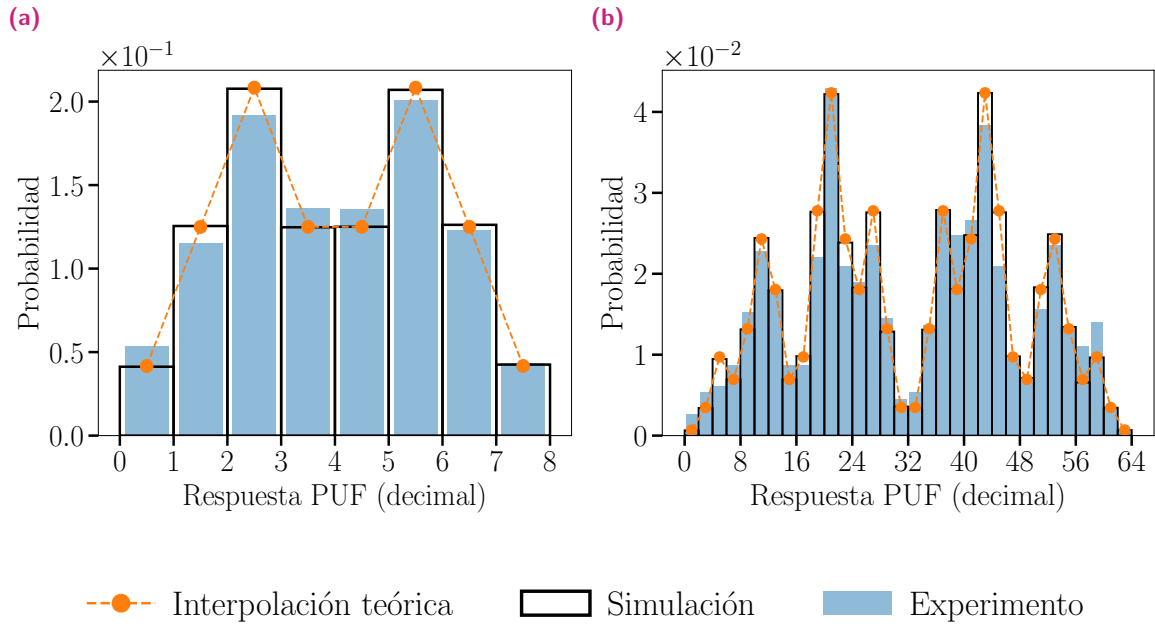 (a)
×10⁻¹
Probabilidad
2.0
1.5
1.0
0.5
0.0
0 1 2 3 4 5 6 7 8
Respuesta PUF (decimal)
(b)
×10⁻²
Probabilidad
4
2
0
0 8 16 24 32 40 48 56 64
Respuesta PUF (decimal)
Interpolación teórica Simulación Experimento